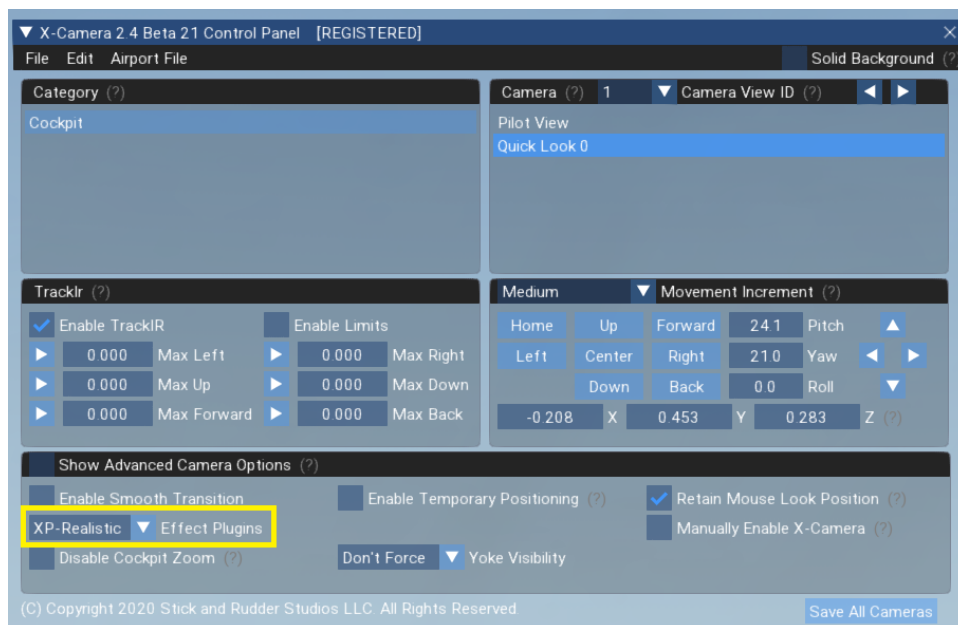 X-Camera 2.4 Beta 21 Control Panel [REGISTERED]
File Edit Airport File Solid Background (?)
Category (?)
Cockpit
Camera (?) 1 Camera View ID (?)
Pilot View
Quick Look 0
TrackIr (?)
Enable TrackIR Enable Limits
0.000 Max Left 0.000 Max Right
0.000 Max Up 0.000 Max Down
0.000 Max Forward 0.000 Max Back
Medium Movement Increment (?)
Home Up Forward 24.1 Pitch
Left Center Right 21.0 Yaw
Down Back 0.0 Roll
-0.208 X 0.453 Y 0.283 Z (?)
Show Advanced Camera Options (?)
Enable Smooth Transition Enable Temporary Positioning (?) Retain Mouse Look Position (?)
XP-Realistic Effect Plugins Manually Enable X-Camera (?)
Disable Cockpit Zoom (?) Don't Force Yoke Visibility
(C) Copyright 2020 Stick and Rudder Studios LLC. All Rights Reserved. Save All Cameras